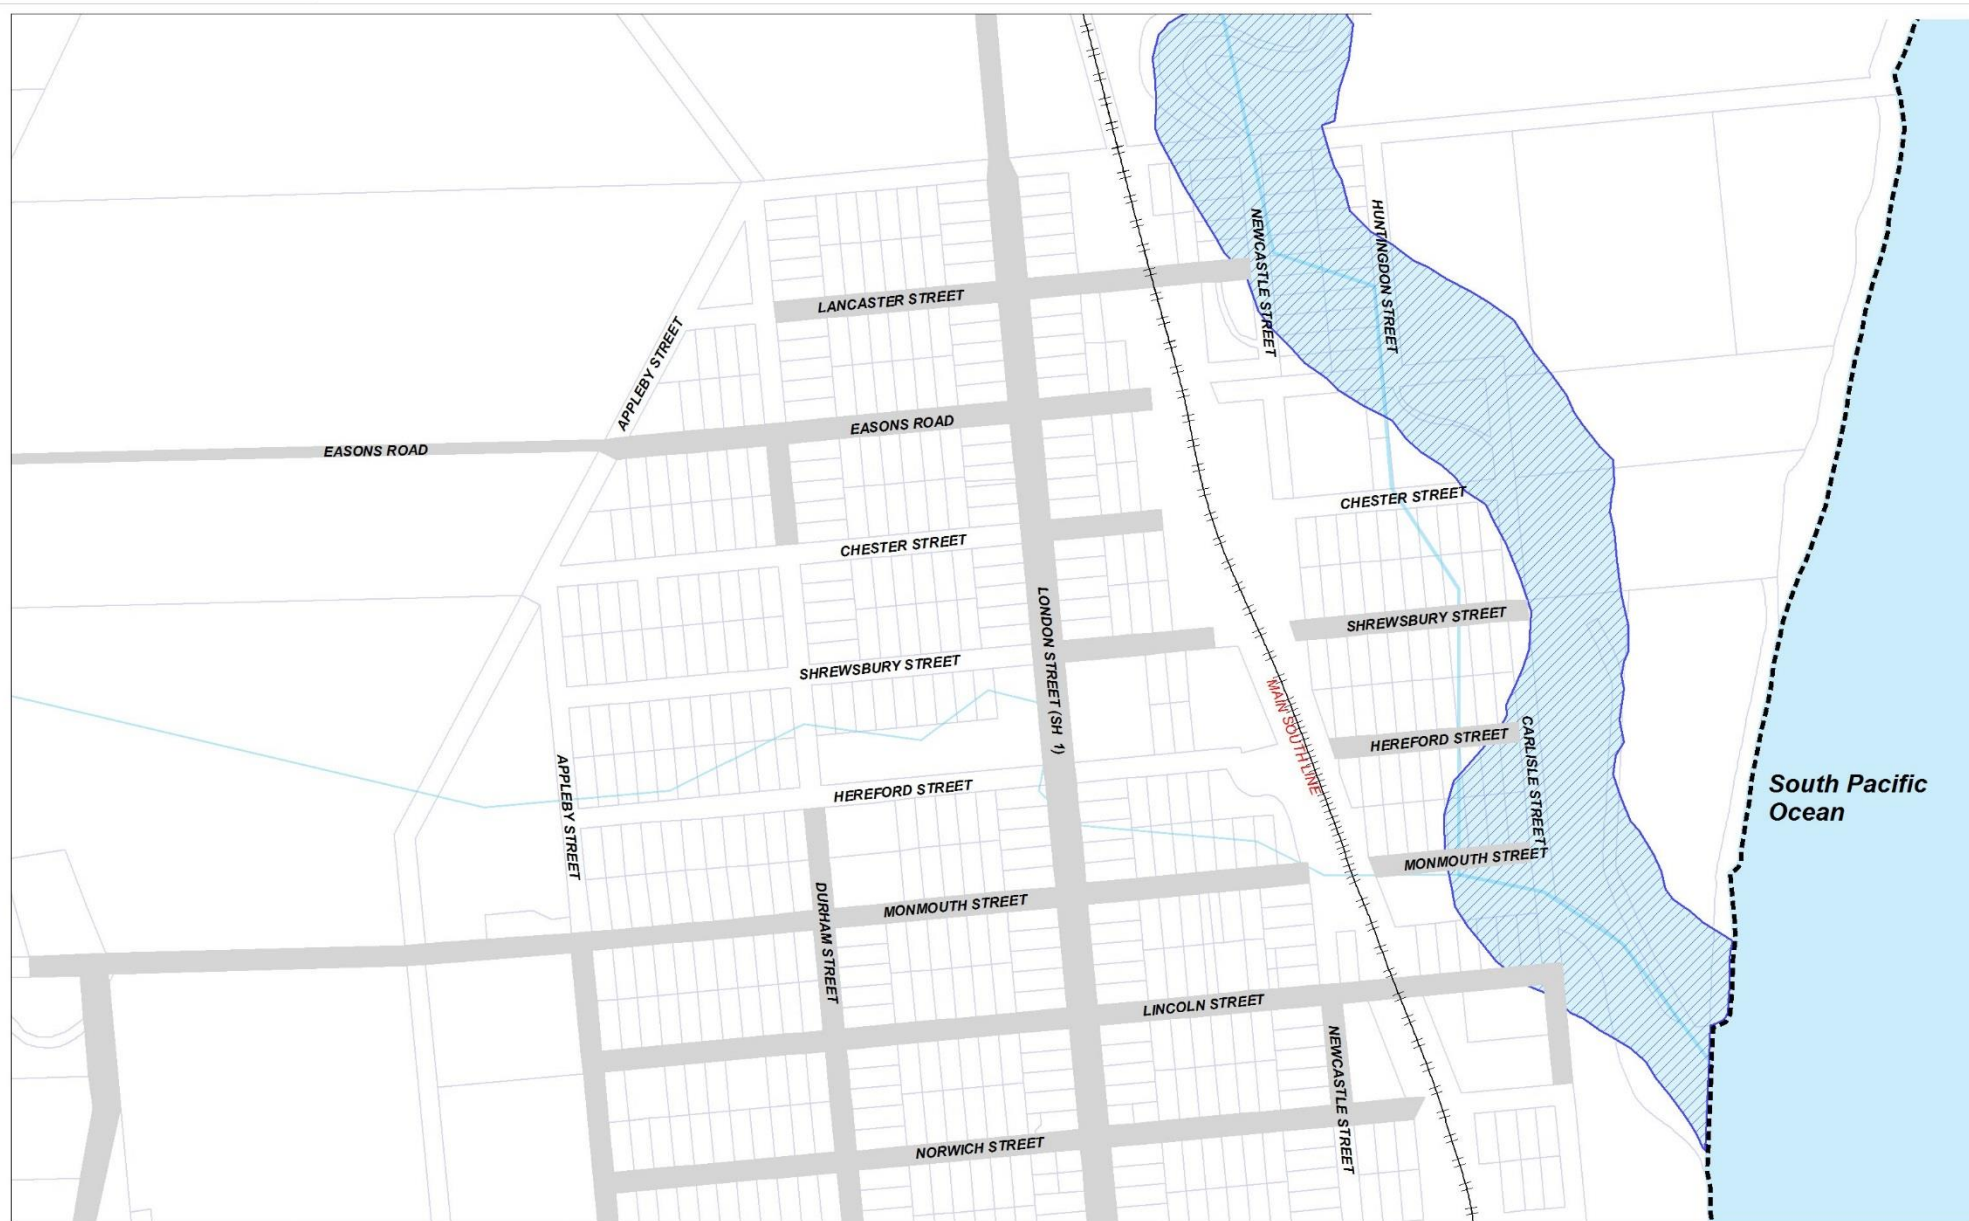 NEWCASTLE STREET
HUNTINGDON STREET
LANCASTER STREET
APPLEBY STREET
EASONS ROAD
EASONS ROAD
CHESTER STREET
CHESTER STREET
LONDON STREET (SH 1)
SHREWSBURY STREET
SHREWSBURY STREET
MAIN SOUTH LINE
HEREFORD STREET
CARLISLE STREET
APPLEBY STREET
HEREFORD STREET
South Pacific
Ocean
MONMOUTH STREET
DURHAM STREET
MONMOUTH STREET
LINCOLN STREET
NEWCASTLE STREET
NORWICH STREET